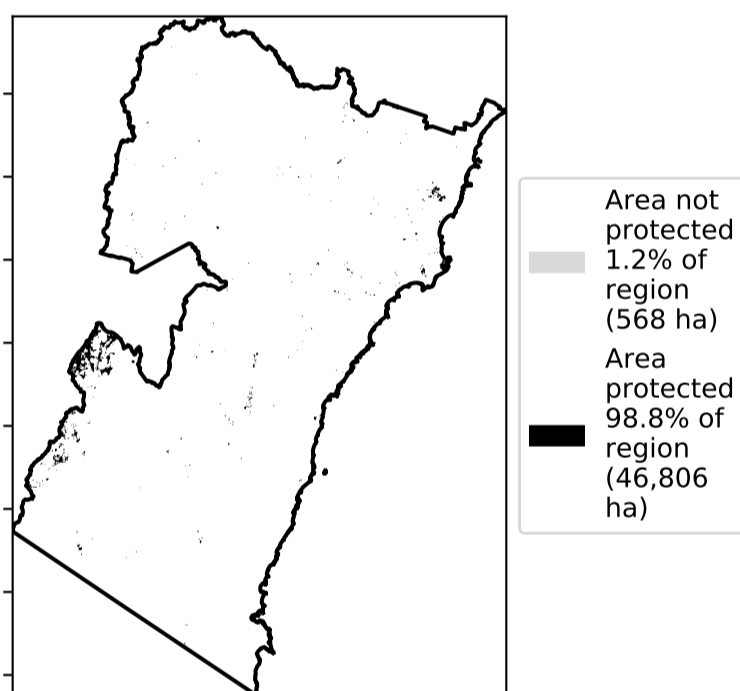 Area not
protected
1.2% of
region
(568 ha)
Area
protected
98.8% of
region
(46,806
ha)